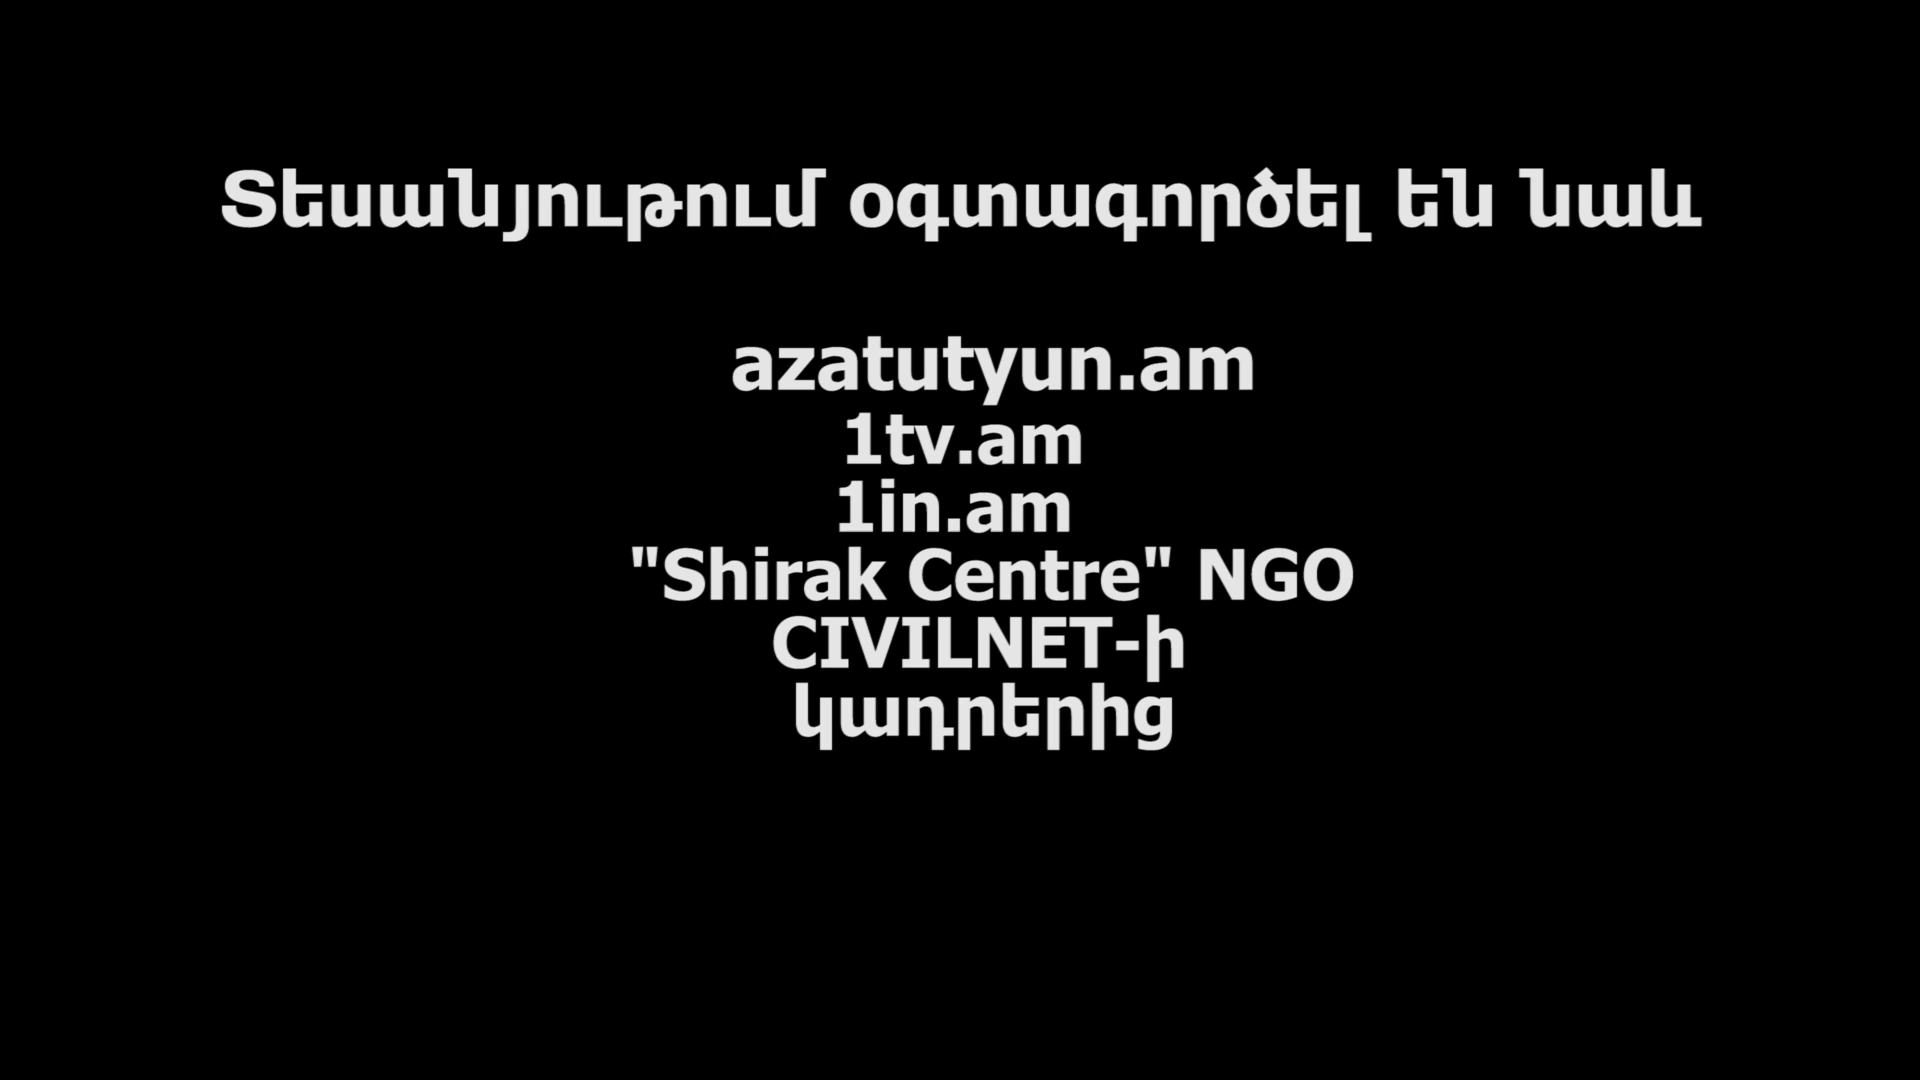 Տեսանյութում օգտագործել են նաև
azatutyun.am
1tv.am
1in.am
"Shirak Centre" NGO
CIVILNET-ի
կադրերից